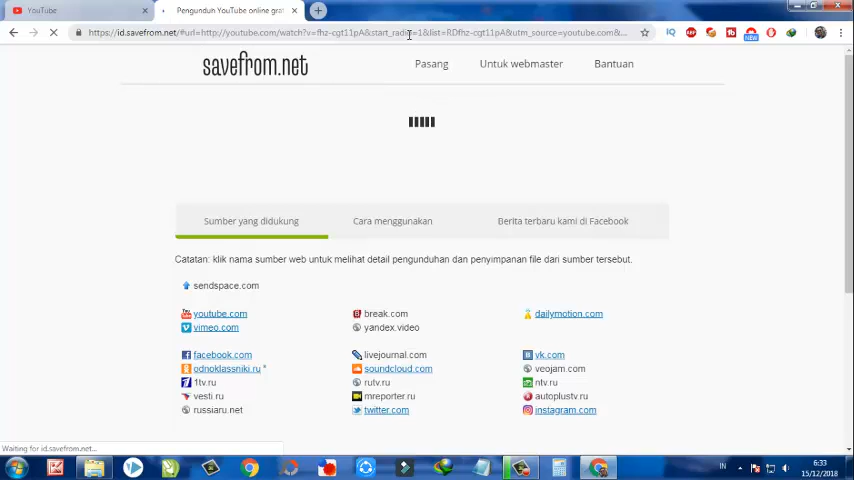 YouTube
Pengunduh YouTube online grat
https://id.savefrom.net/#url=http://youtube.com/watch?v=fhz-cgt11pA&start_radio=1&list=RDfhz-cgt11pA&utm_source=youtube.com&...
savefrom.net
Pasang
Untuk webmaster
Bantuan
Sumber yang didukung
Cara menggunakan
Berita terbaru kami di Facebook
Catatan: klik nama sumber web untuk melihat detail pengunduhan dan penyimpanan file dari sumber tersebut.
sendspace.com
youtube.com
break.com
dailymotion.com
vimeo.com
yandex.video
facebook.com
livejournal.com
vk.com
odnoklassniki.ru *
soundcloud.com
veojam.com
1tv.ru
rutv.ru
ntv.ru
vesti.ru
mreporter.ru
autoplustv.ru
russiaru.net
twitter.com
instagram.com
Waiting for id.savefrom.net...
IN
6:33
15/12/2018